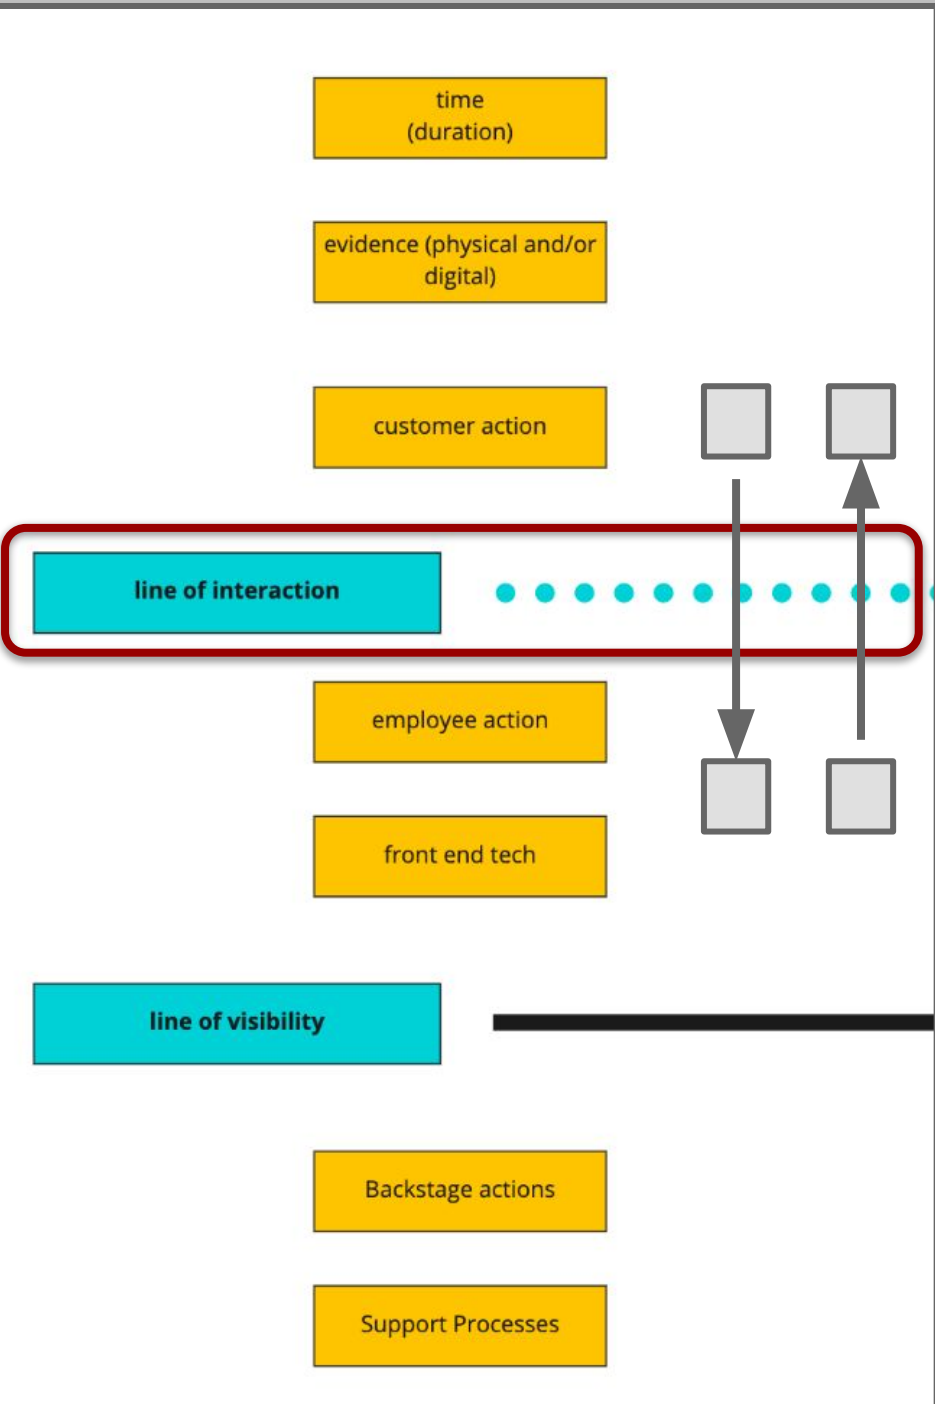 time
(duration)
evidence (physical and/or
digital)
customer action
line of interaction
employee action
front end tech
line of visibility
Backstage actions
Support Processes